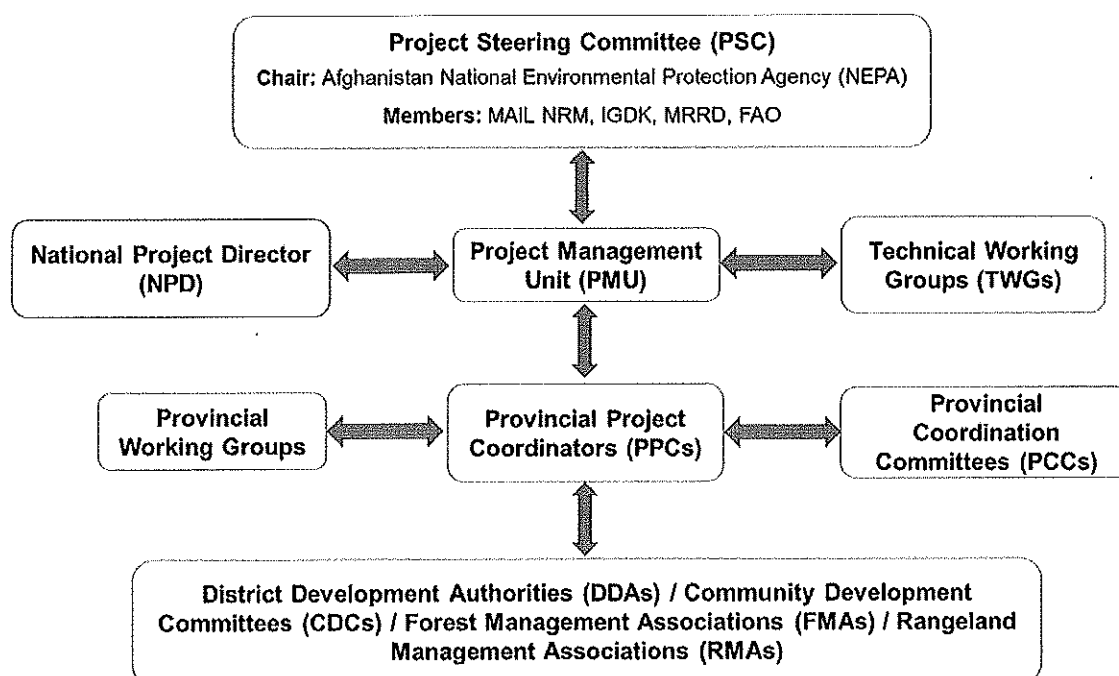 Project Steering Committee (PSC)
Chair: Afghanistan National Environmental Protection Agency (NEPA)
Members: MAIL NRM, IGDK, MRRD, FAO
National Project Director
(NPD)
Project Management
Unit (PMU)
Technical Working
Groups (TWGs)
Provincial
Working Groups
Provincial Project
Coordinators (PPCs)
Provincial
Coordination
Committees (PCCs)
District Development Authorities (DDAs) / Community Development
Committees (CDCs) / Forest Management Associations (FMAs) / Rangeland
Management Associations (RMAs)